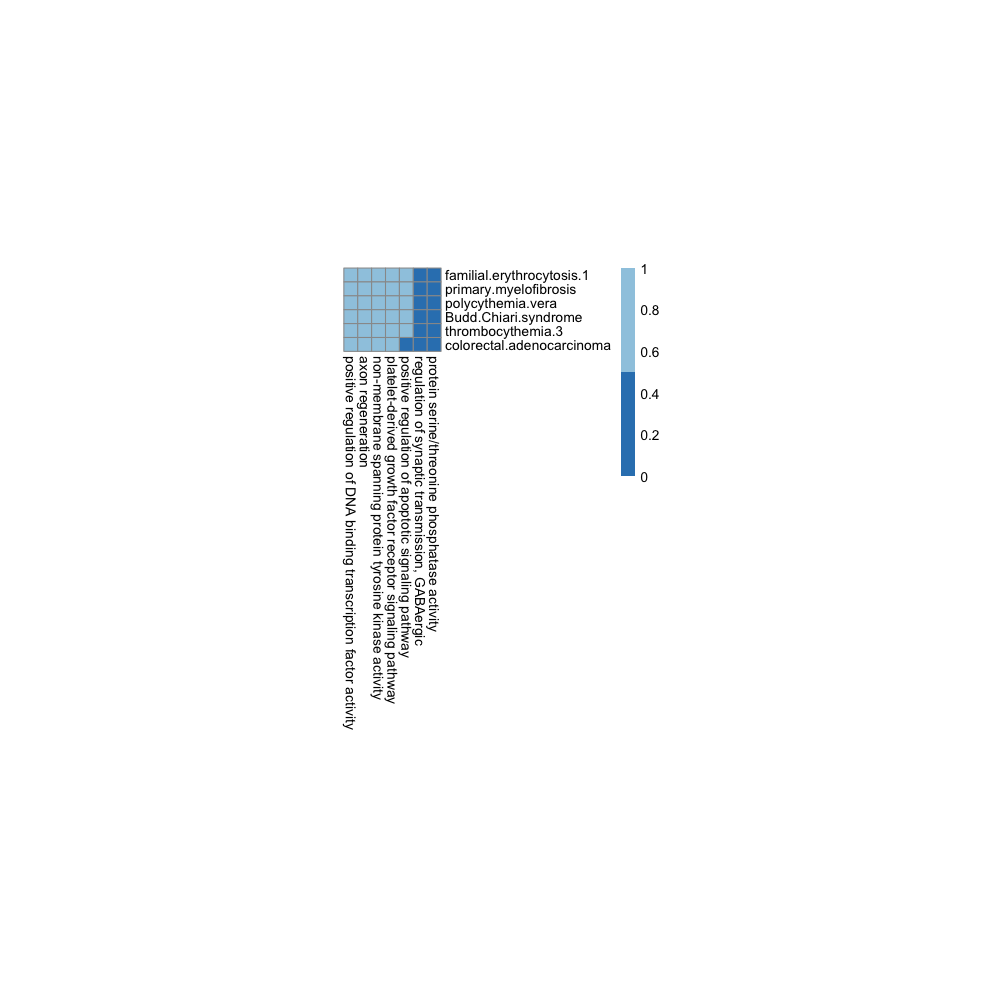 familial.erythrocytosis.1
primary.myelofibrosis
polycythemia.vera
Budd.Chiari.syndrome
thrombocythemia.3
colorectal.adenocarcinoma
1
0.8
0.6
0.4
0.2
0
positive regulation of DNA binding transcription factor activity
axon regeneration
non-membrane spanning protein tyrosine kinase activity
platelet-derived growth factor receptor signaling pathway
positive regulation of apoptotic signaling pathway
regulation of synaptic transmission, GABAergic
protein serine/threonine phosphatase activity